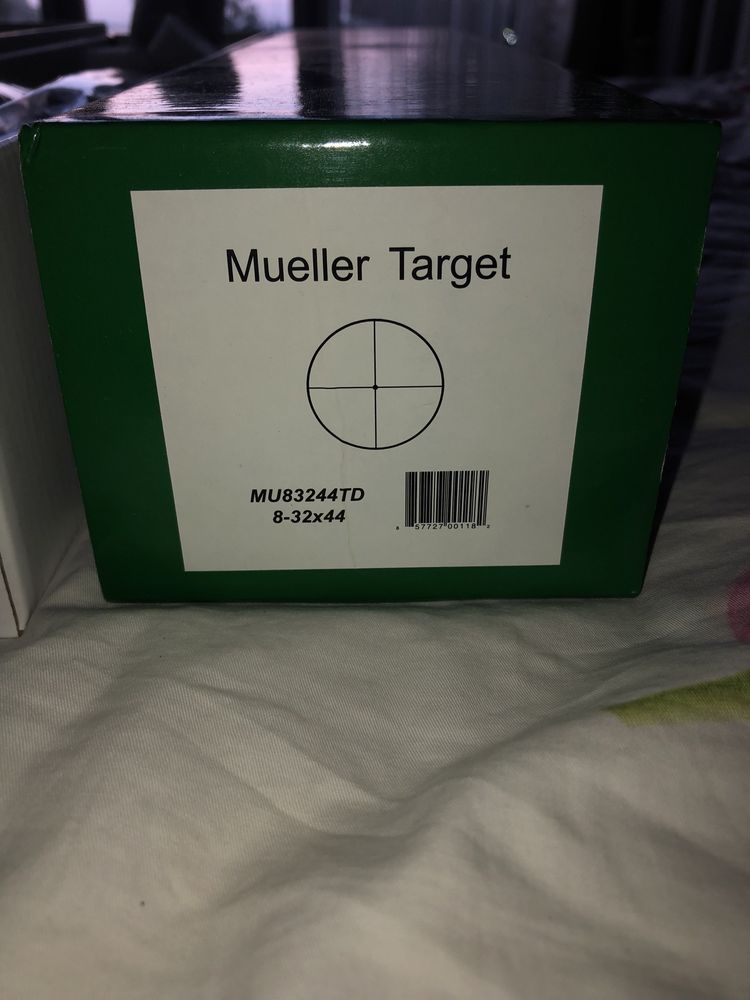 Mueller Target
MU83244TD
8-32x44
8 57727 00118 2